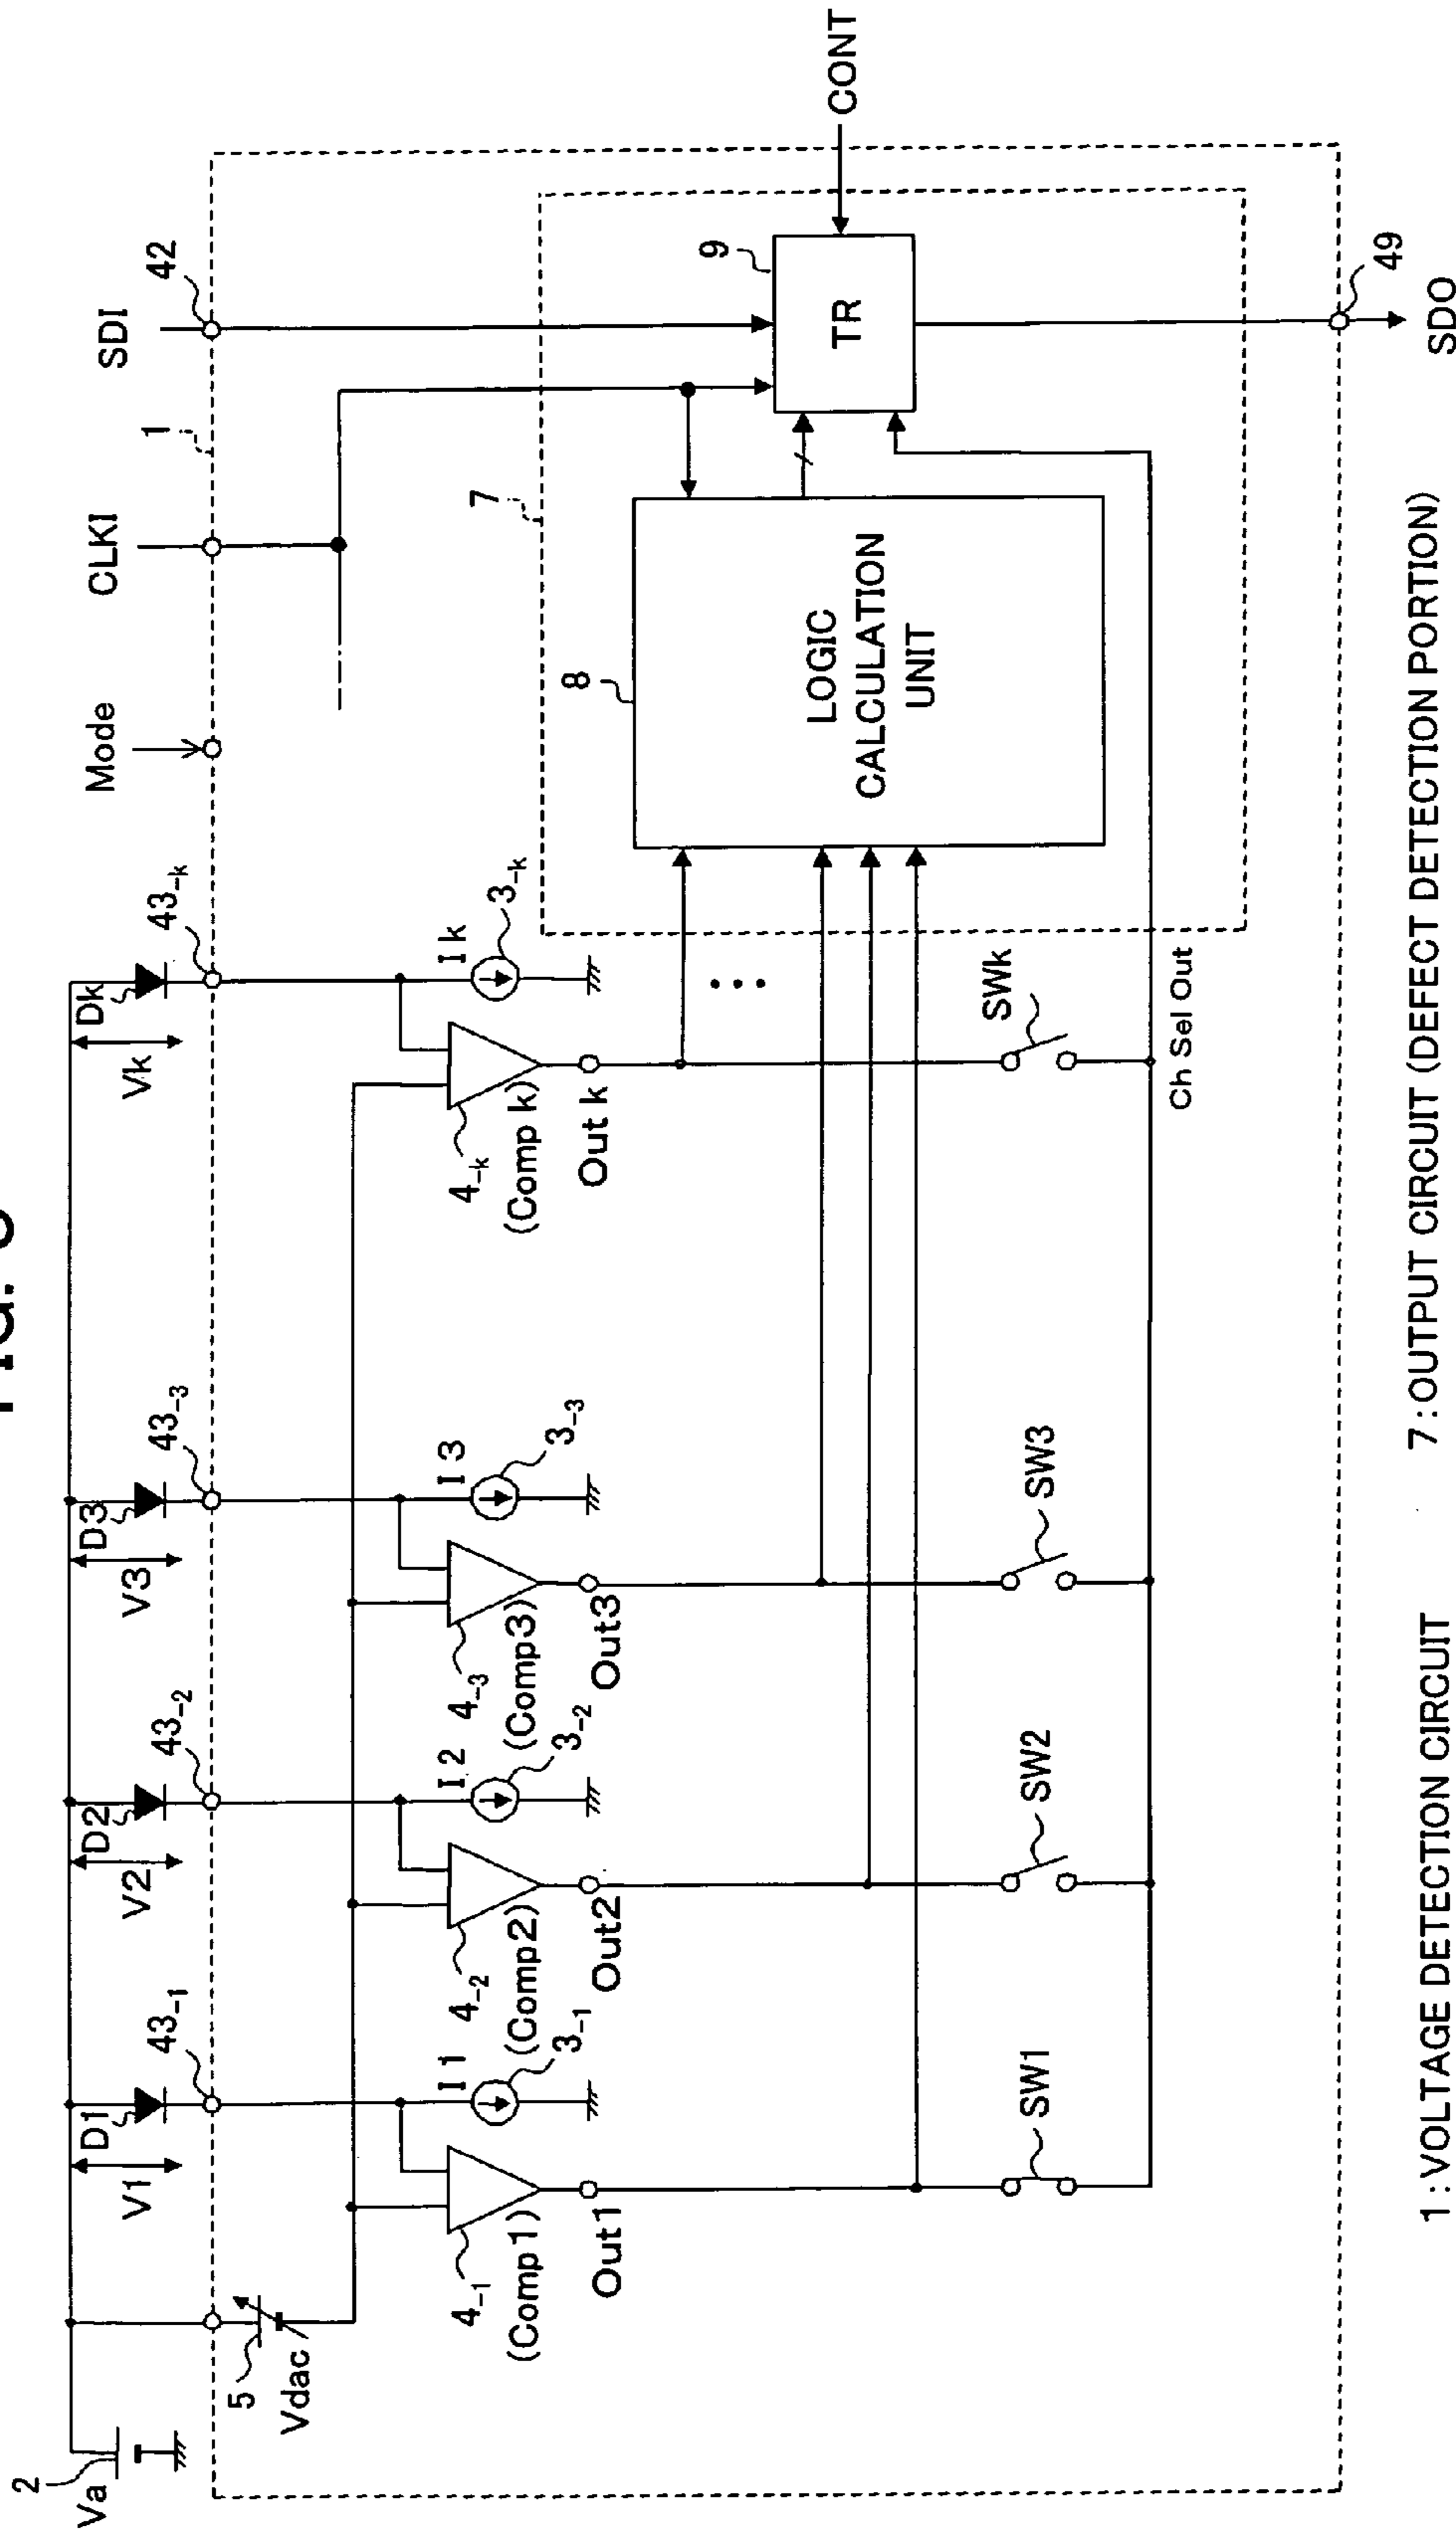 2
Va
5
Vdac
V1
D1
43-1
V2
D2
43-2
V3
D3
43-3
Vk
Dk
43-k
Mode
CLKI
1
SDI
42
4-1
(Comp1)
Out1
I1
3-1
4-2
(Comp2)
Out2
I2
3-2
4-3
(Comp3)
Out3
I3
3-3
4-k
(Comp k)
Out k
Ik
3-k
7
8
LOGIC
CALCULATION
UNIT
9
TR
CONT
SW1
SW2
SW3
SWk
Ch Sel Out
49
SDO
1:VOLTAGE DETECTION CIRCUIT
7:OUTPUT CIRCUIT (DEFECT DETECTION PORTION)